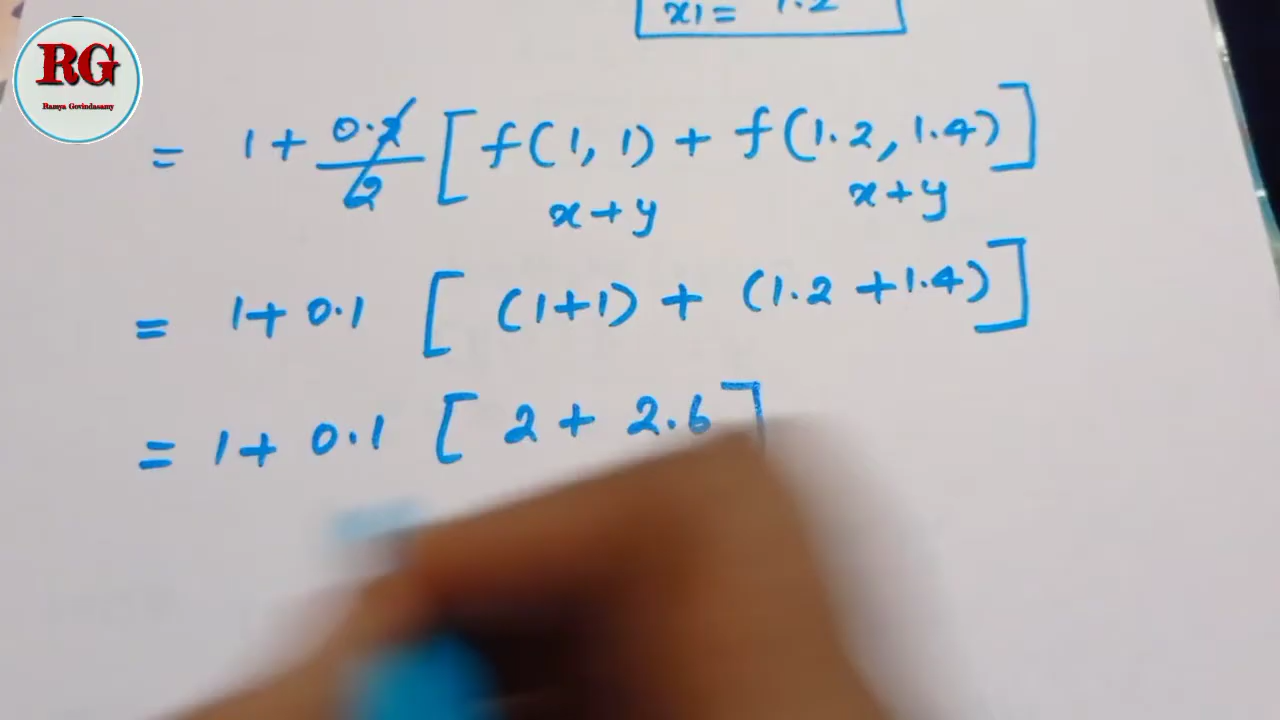 x1 = 1.2
RG
Ramya Govindasamy
= 1 + 0.2/2 [ f(1, 1) + f(1.2, 1.4) ]
x + y x + y
= 1 + 0.1 [ (1+1) + (1.2 + 1.4) ]
= 1 + 0.1 [ 2 + 2.6 ]